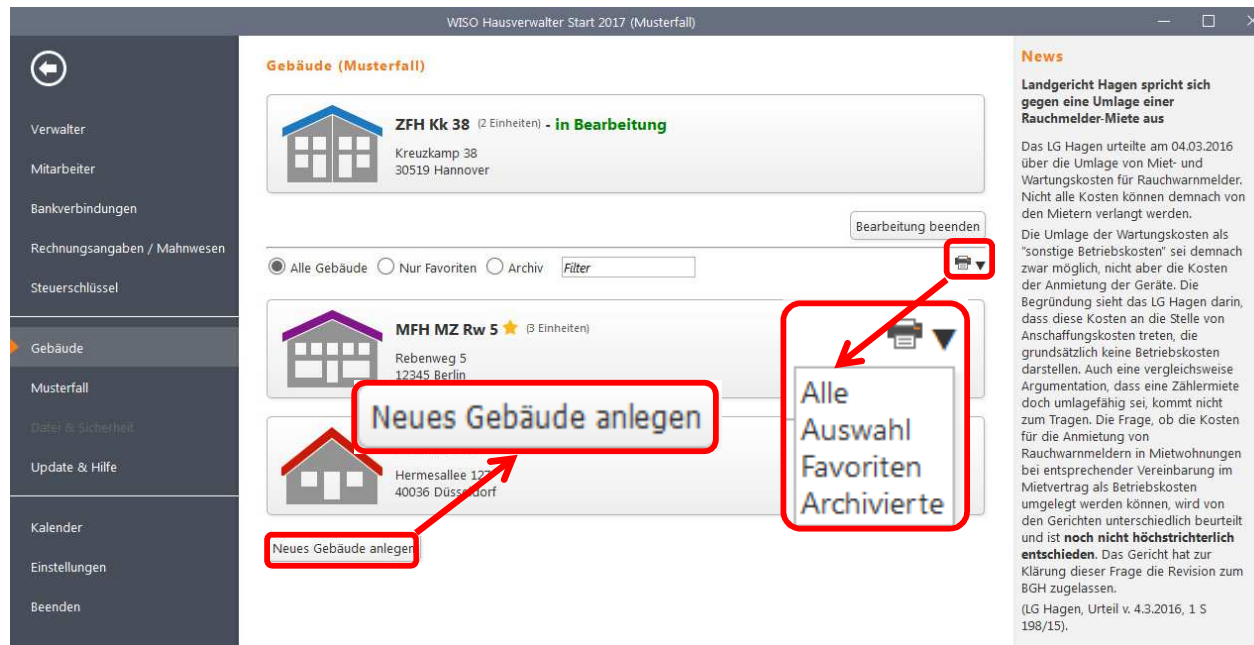 WISO Hausverwalter Start 2017 (Musterfall)
Verwalter
Mitarbeiter
Bankverbindungen
Rechnungsangaben / Mahnwesen
Steuerschlüssel
Gebäude
Musterfall
Datei & Sicherheit
Update & Hilfe
Kalender
Einstellungen
Beenden
Gebäude (Musterfall)
ZFH Kk 38 (2 Einheiten) - in Bearbeitung
Kreuzkamp 38
30519 Hannover
Bearbeitung beenden
Alle Gebäude Nur Favoriten Archiv Filter
MFH MZ Rw 5 (3 Einheiten)
Rebenweg 5
12345 Berlin
Neues Gebäude anlegen
Hermesallee
40036 Düsseldorf
Neues Gebäude anlegen
Alle
Auswahl
Favoriten
Archivierte
News
Landgericht Hagen spricht sich
gegen eine Umlage einer
Rauchmelder-Miete aus
Das LG Hagen urteilte am 04.03.2016
über die Umlage von Miet- und
Wartungskosten für Rauchwarnmelder.
Nicht alle Kosten können demnach von
den Mietern verlangt werden.
Die Umlage der Wartungskosten als
"sonstige Betriebskosten" sei demnach
zwar möglich, nicht aber die Kosten
der Anmietung der Geräte. Die
Begründung sieht das LG Hagen darin,
dass diese Kosten an die Stelle von
Anschaffungskosten treten, die
grundsätzlich keine Betriebskosten
darstellen. Auch eine vergleichsweise
Argumentation, dass eine Zählermiete
doch umlagefähig sei, kommt nicht
zum Tragen. Die Frage, ob die Kosten
für die Anmietung von
Rauchwarnmeldern in Mietwohnungen
bei entsprechender Vereinbarung im
Mietvertrag als Betriebskosten
umgelegt werden können, wird von
den Gerichten unterschiedlich beurteilt
und ist noch nicht höchstrichterlich
entschieden. Das Gericht hat zur
Klärung dieser Frage die Revision zum
BGH zugelassen.
(LG Hagen, Urteil v. 4.3.2016, 1 S
198/15).